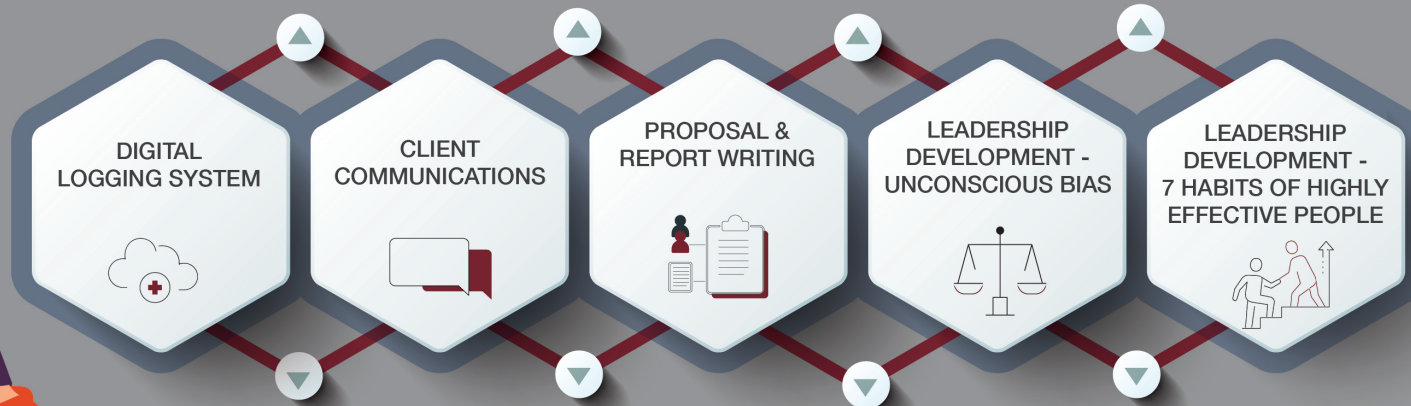 DIGITAL
LOGGING SYSTEM
CLIENT
COMMUNICATIONS
PROPOSAL &
REPORT WRITING
LEADERSHIP
DEVELOPMENT -
UNCONSCIOUS BIAS
LEADERSHIP
DEVELOPMENT -
7 HABITS OF HIGHLY
EFFECTIVE PEOPLE